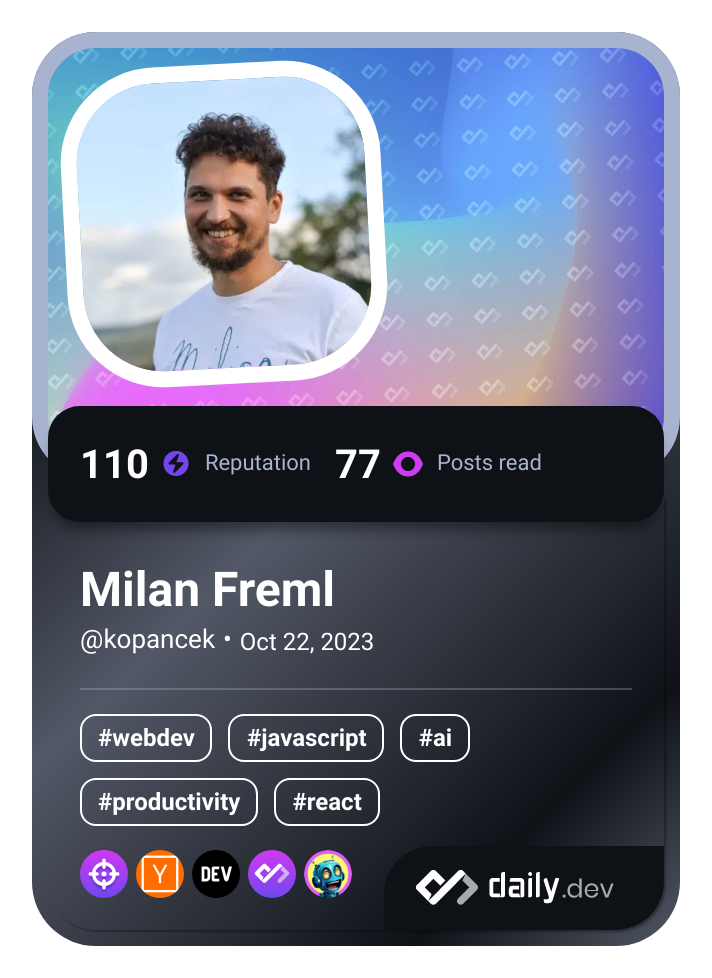 110 Reputation 77 Posts read
Milan Freml
@kopancek • Oct 22, 2023
#webdev #javascript #ai
#productivity #react
Y DEV
daily.dev